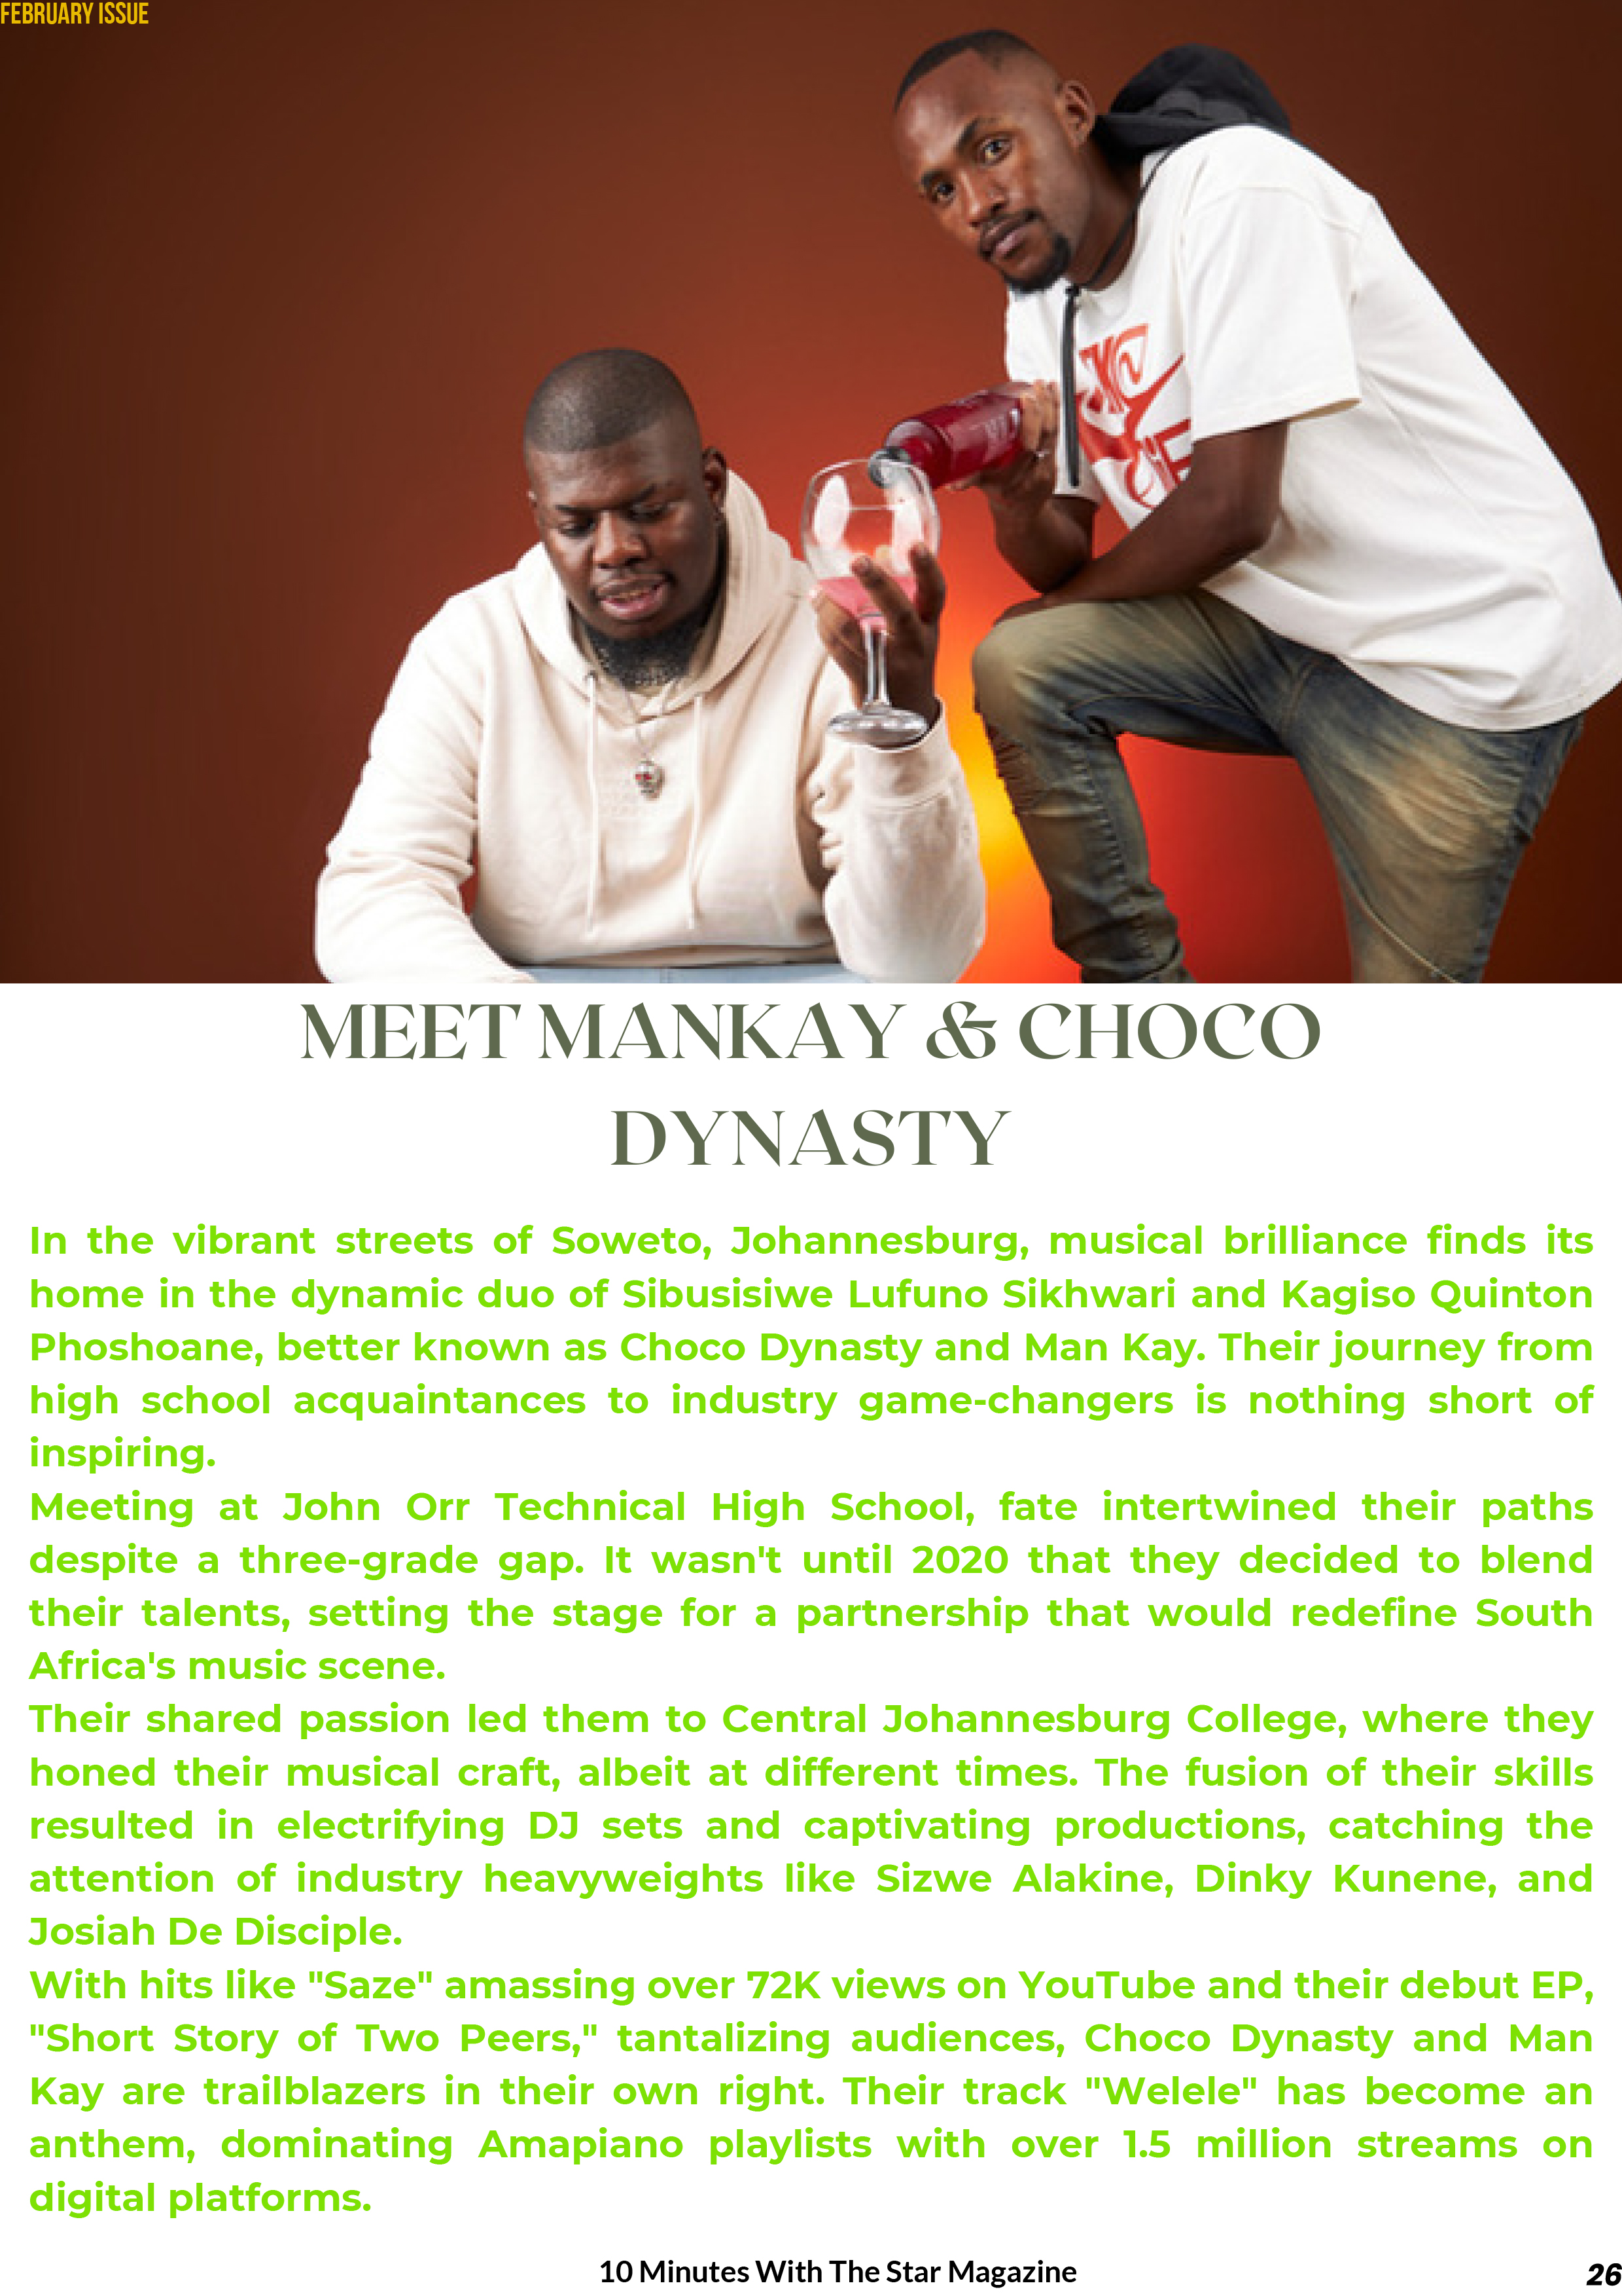 FEBRUARY ISSUE
MEET MANKAY & CHOCO
DYNASTY
In the vibrant streets of Soweto, Johannesburg, musical brilliance finds its
home in the dynamic duo of Sibusisiwe Lufuno Sikhwari and Kagiso Quinton
Phoshoane, better known as Choco Dynasty and Man Kay. Their journey from
high school acquaintances to industry game-changers is nothing short of
inspiring.
Meeting at John Orr Technical High School, fate intertwined their paths
despite a three-grade gap. It wasn't until 2020 that they decided to blend
their talents, setting the stage for a partnership that would redefine South
Africa's music scene.
Their shared passion led them to Central Johannesburg College, where they
honed their musical craft, albeit at different times. The fusion of their skills
resulted in electrifying DJ sets and captivating productions, catching the
attention of industry heavyweights like Sizwe Alakine, Dinky Kunene, and
Josiah De Disciple.
With hits like "Saze" amassing over 72K views on YouTube and their debut EP,
"Short Story of Two Peers," tantalizing audiences, Choco Dynasty and Man
Kay are trailblazers in their own right. Their track "Welele" has become an
anthem, dominating Amapiano playlists with over 1.5 million streams on
digital platforms.
10 Minutes With The Star Magazine
26